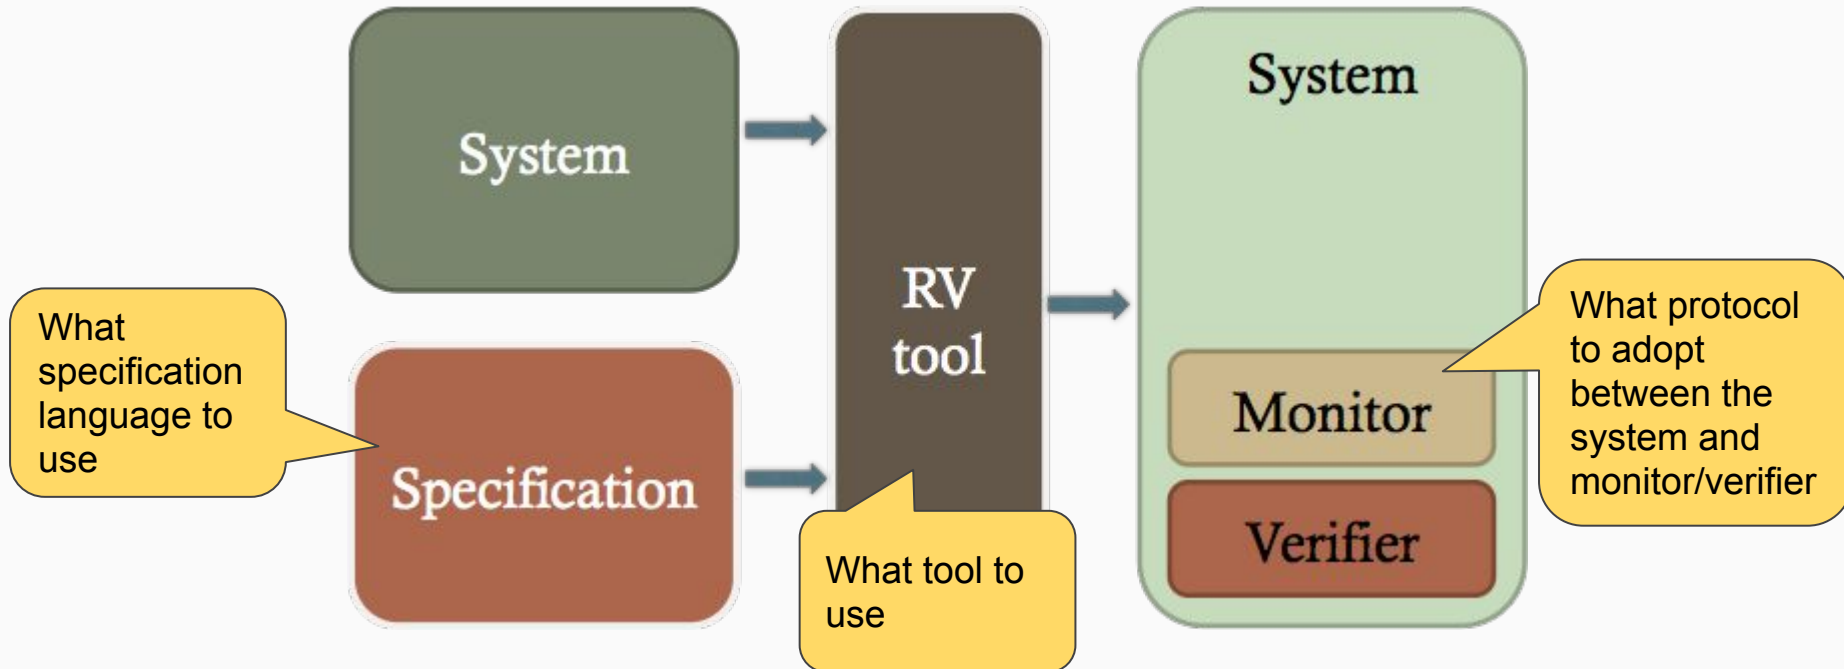 System
What
specification
language to
use
Specification
RV
tool
What tool to
use
System
Monitor
Verifier
What protocol
to adopt
between the
system and
monitor/verifier